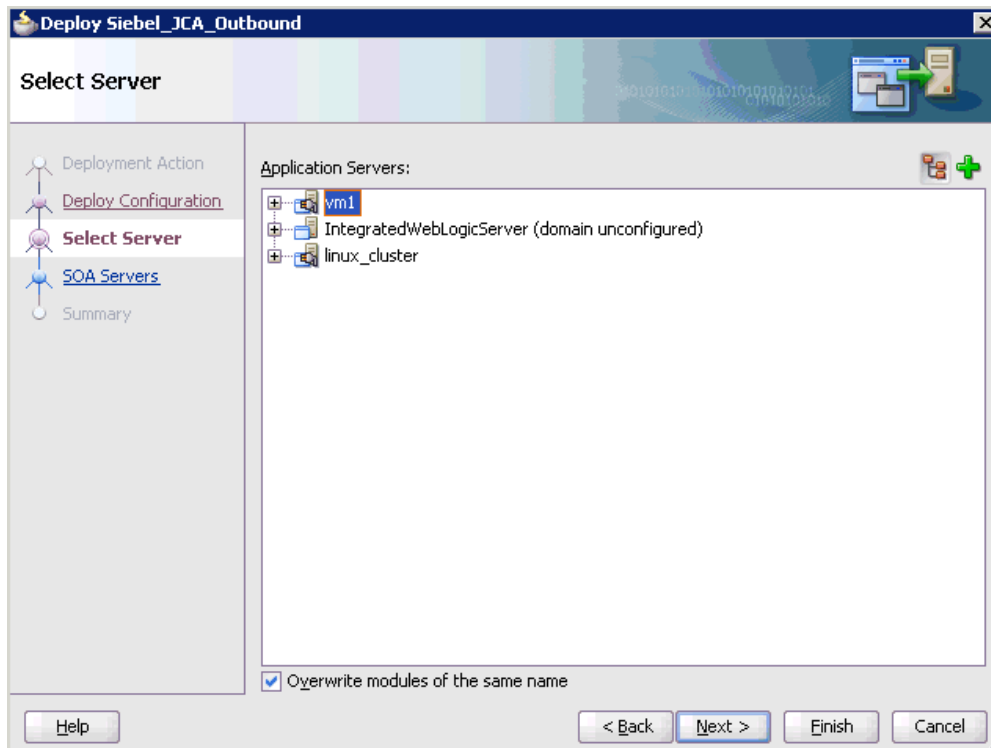 Deploy Siebel_JCA_Outbound
Select Server
Deployment Action
Deploy Configuration
Select Server
SOA Servers
Summary
Application Servers:
vm1
IntegratedWebLogicServer (domain unconfigured)
linux_cluster
Overwrite modules of the same name
Help
< Back
Next >
Finish
Cancel